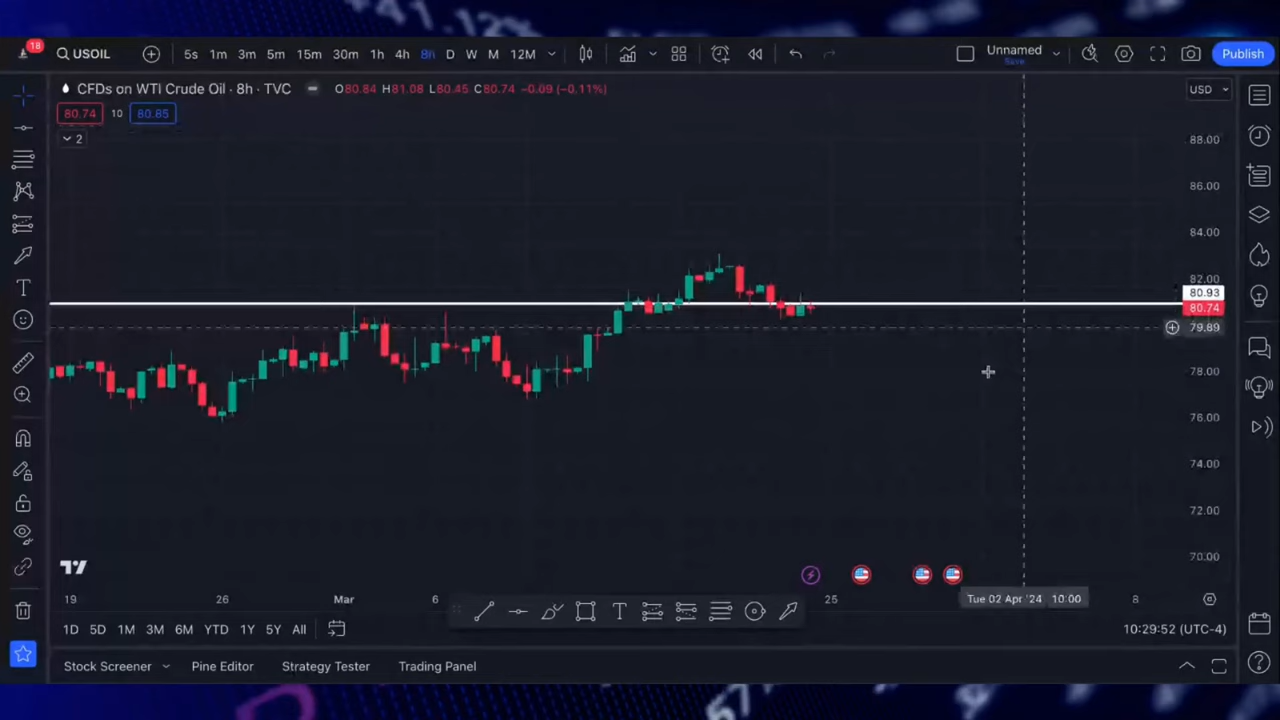 41.12%
18
USOIL
5s 1m 3m 5m 15m 30m 1h 4h 8h D W M 12M
Unnamed
Save
Publish
CFDs on WTI Crude Oil · 8h · TVC
O80.84 H81.08 L80.45 C80.74 -0.09 (-0.11%)
USD
80.74 10 80.85
2
88.00
86.00
84.00
82.00
80.93
80.74
79.89
78.00
76.00
74.00
72.00
70.00
19 26 Mar 6 25 Tue 02 Apr '24 10:00 8
1D 5D 1M 3M 6M YTD 1Y 5Y All
10:29:52 (UTC-4)
Stock Screener Pine Editor Strategy Tester Trading Panel